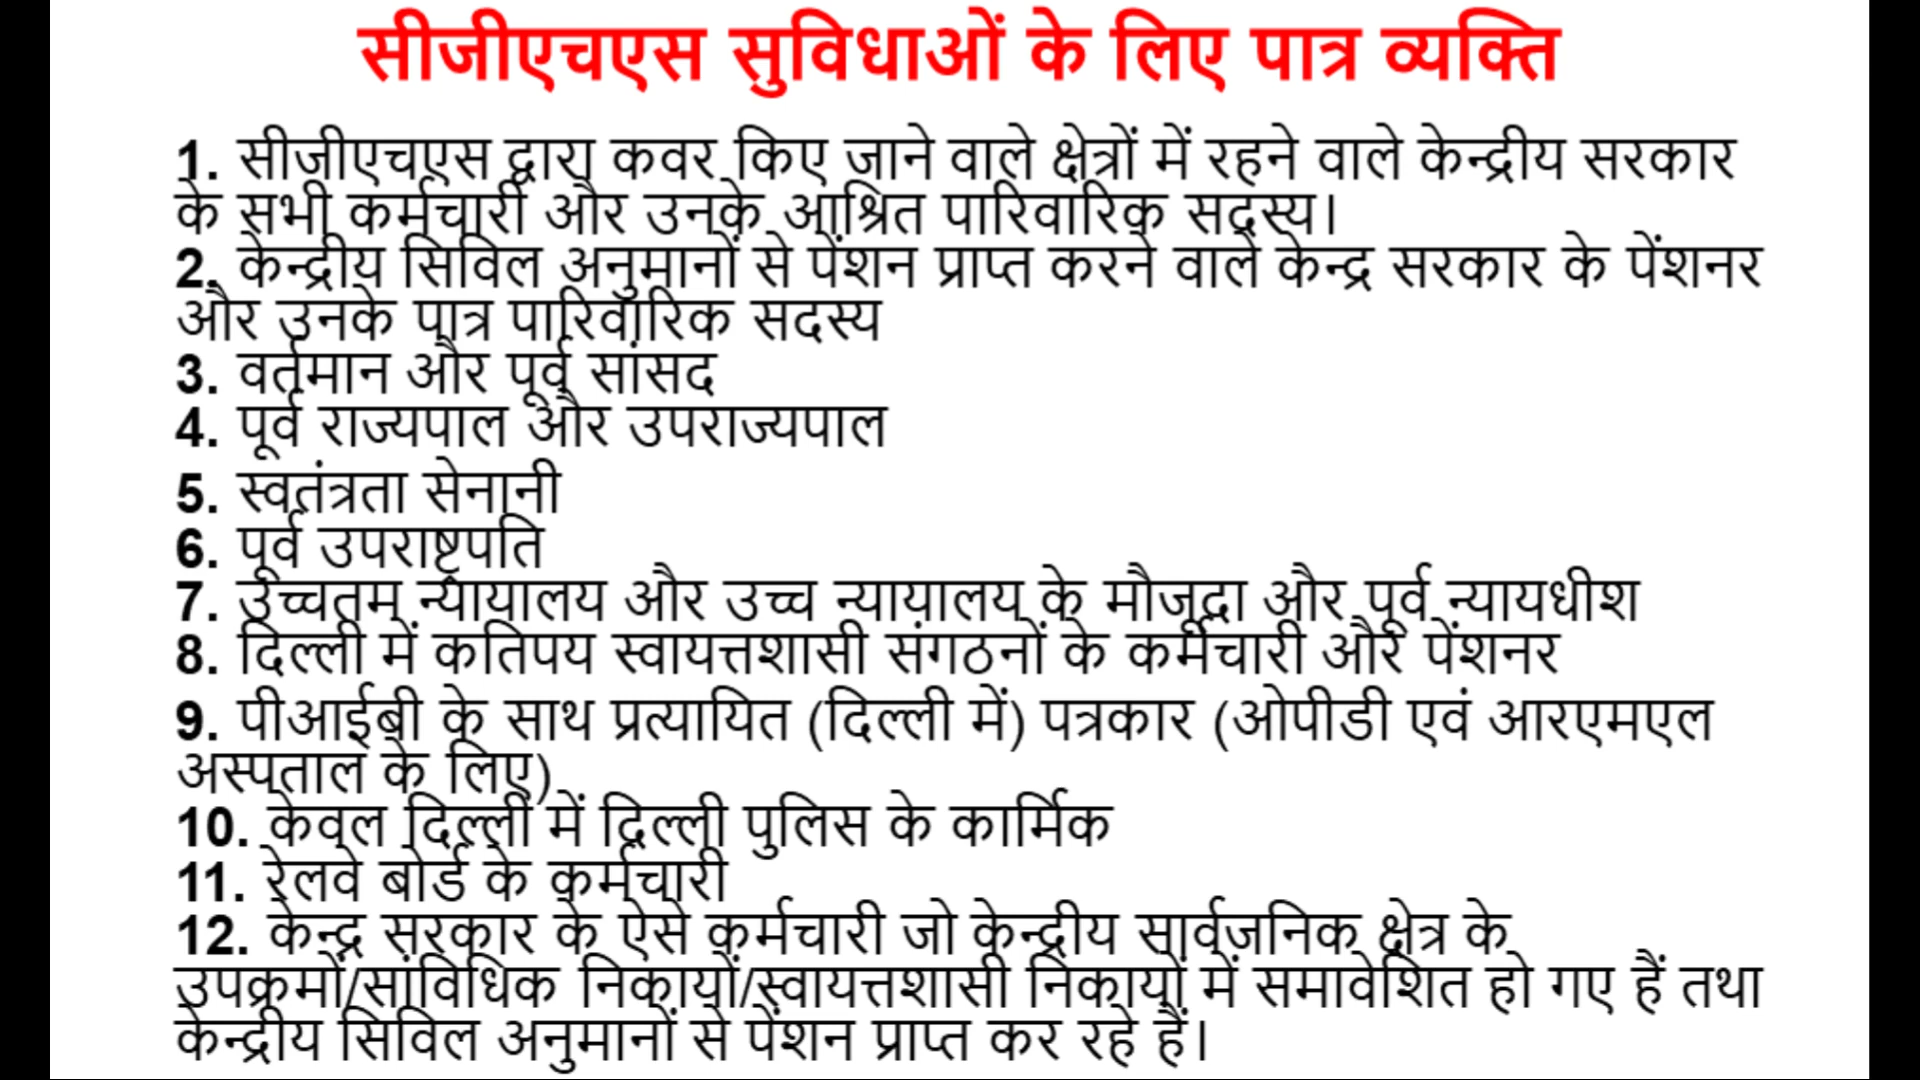 सीजीएचएस सुविधाओं के लिए पात्र व्यक्ति
1. सीजीएचएस द्वारा कवर किए जाने वाले क्षेत्रों में रहने वाले केन्द्रीय सरकार
के सभी कर्मचारी और उनके आश्रित पारिवारिक सदस्य।
2. केन्द्रीय सिविल अनुमानों से पेंशन प्राप्त करने वाले केन्द्र सरकार के पेंशनर
और उनके पात्र पारिवारिक सदस्य
3. वर्तमान और पूर्व सांसद
4. पूर्व राज्यपाल और उपराज्यपाल
5. स्वतंत्रता सेनानी
6. पूर्व उपराष्ट्रपति
7. उच्चतम न्यायालय और उच्च न्यायालय के मौजूदा और पूर्व न्यायधीश
8. दिल्ली में कतिपय स्वायत्तशासी संगठनों के कर्मचारी और पेंशनर
9. पीआईबी के साथ प्रत्यायित (दिल्ली में) पत्रकार (ओपीडी एवं आरएमएल
अस्पताल के लिए)
10. केवल दिल्ली में दिल्ली पुलिस के कार्मिक
11. रेलवे बोर्ड के कर्मचारी
12. केन्द्र सरकार के ऐसे कर्मचारी जो केन्द्रीय सार्वजनिक क्षेत्र के
उपक्रमों/सांविधिक निकायों/स्वायत्तशासी निकायों में समावेशित हो गए हैं तथा
केन्द्रीय सिविल अनुमानों से पेंशन प्राप्त कर रहे हैं।